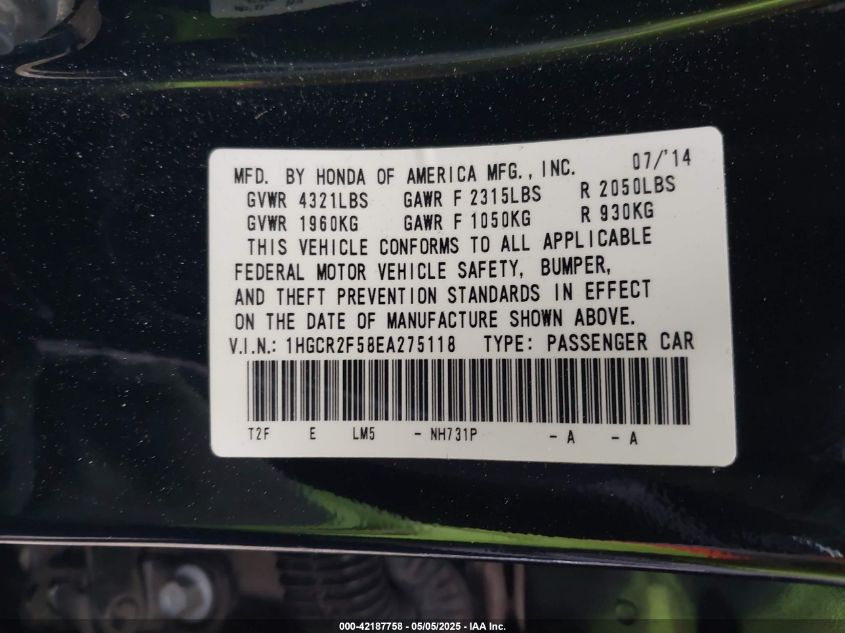 MFD. BY HONDA OF AMERICA MFG., INC. 07/'14
GVWR 4321LBS GAWR F 2315LBS R 2050LBS
GVWR 1960KG GAWR F 1050KG R 930KG
THIS VEHICLE CONFORMS TO ALL APPLICABLE
FEDERAL MOTOR VEHICLE SAFETY, BUMPER,
AND THEFT PREVENTION STANDARDS IN EFFECT
ON THE DATE OF MANUFACTURE SHOWN ABOVE.
V.I.N.: 1HGCR2F58EA275118 TYPE: PASSENGER CAR
T2F E LM5 - NH731P - A - A
000-42187758 - 05/05/2025 - IAA Inc.